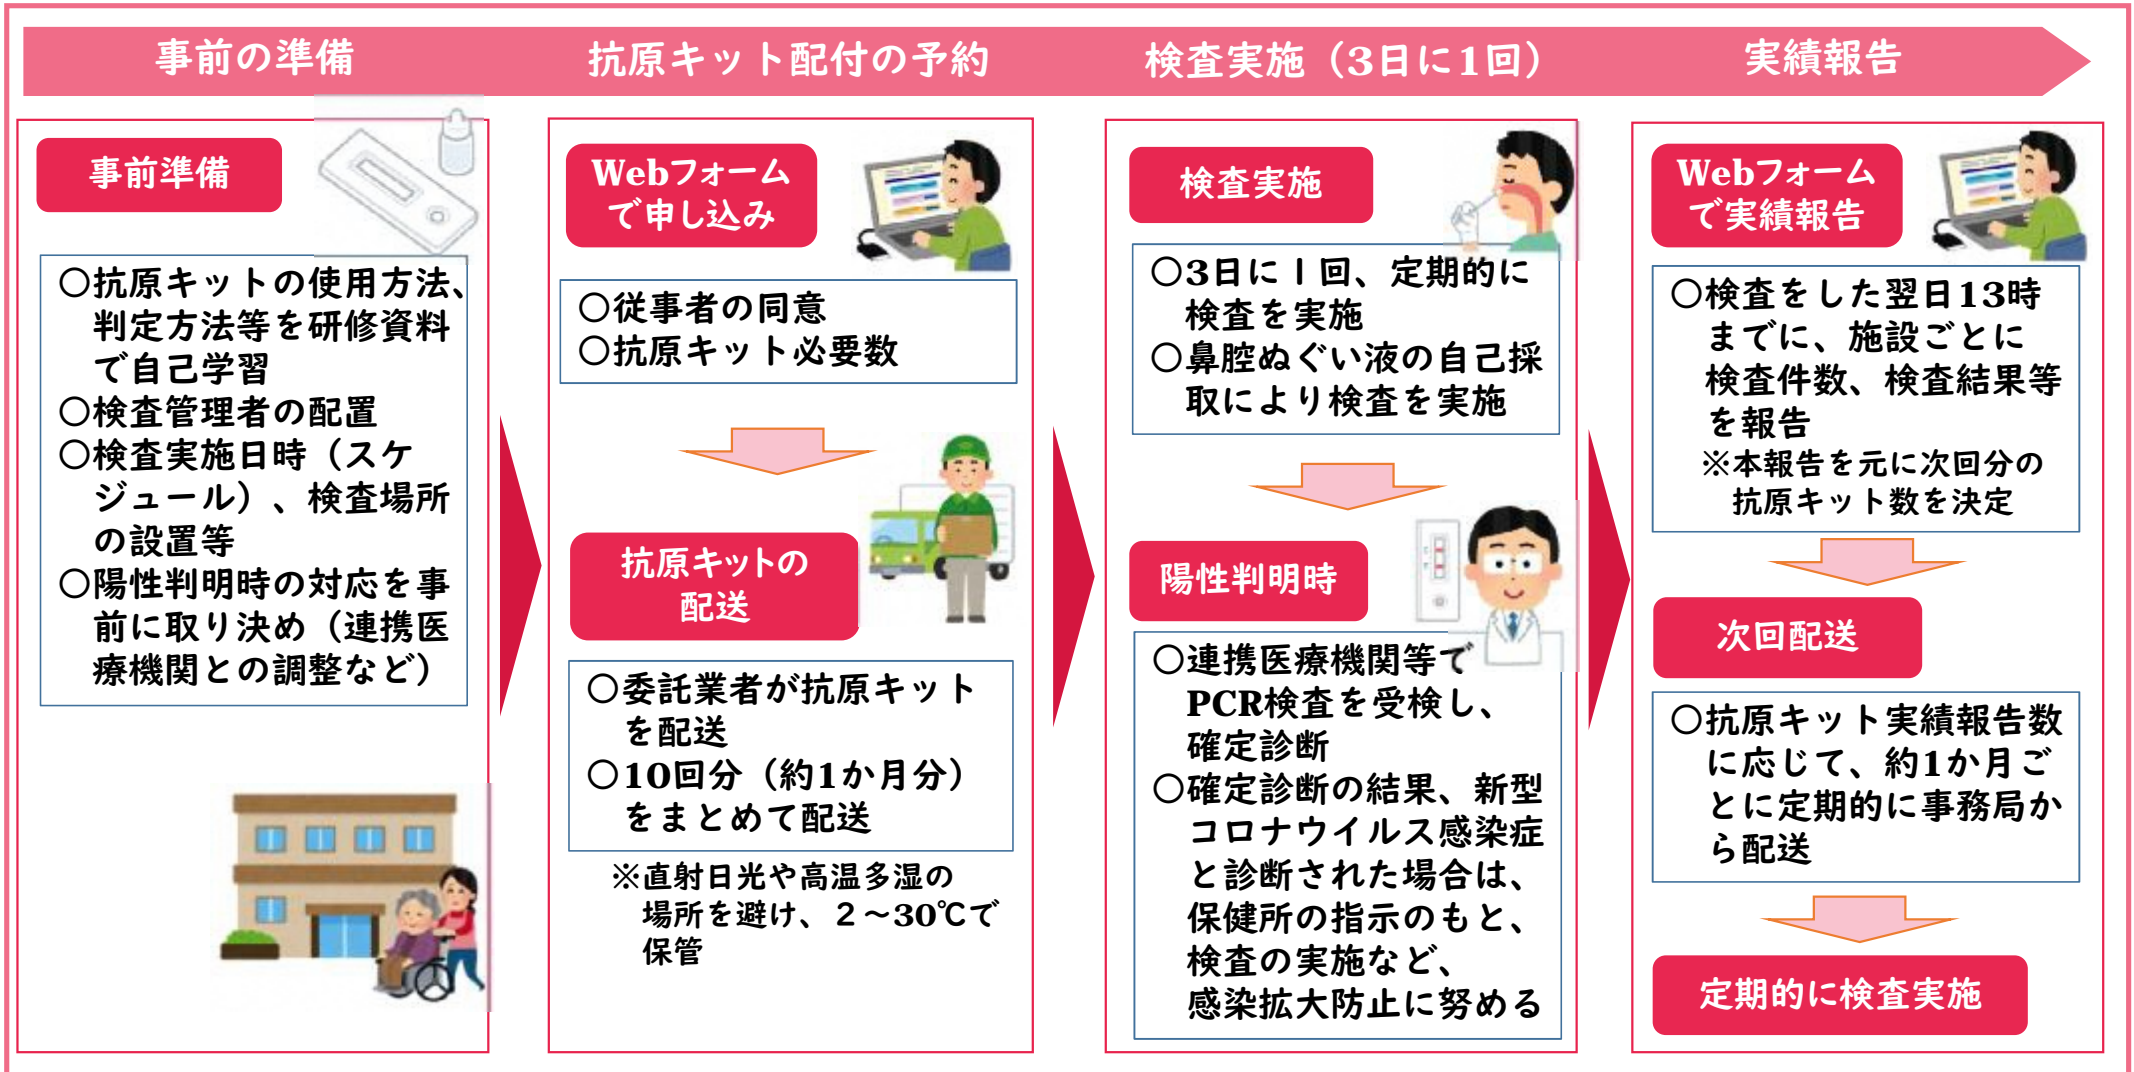 事前の準備
抗原キット配付の予約
検査実施（3日に1回）
実績報告
事前準備
〇抗原キットの使用方法、
判定方法等を研修資料
で自己学習
〇検査管理者の配置
〇検査実施日時（スケ
ジュール）、検査場所
の設置等
〇陽性判明時の対応を事
前に取り決め（連携医
療機関との調整など）
Webフォーム
で申し込み
〇従事者の同意
〇抗原キット必要数
抗原キットの
配送
〇委託業者が抗原キット
を配送
〇10回分（約1か月分）
をまとめて配送
※直射日光や高温多湿の
場所を避け、２～30℃で
保管
検査実施
〇3日に１回、定期的に
検査を実施
〇鼻腔ぬぐい液の自己採
取により検査を実施
陽性判明時
〇連携医療機関等で
PCR検査を受検し、
確定診断
〇確定診断の結果、新型
コロナウイルス感染症
と診断された場合は、
保健所の指示のもと、
検査の実施など、
感染拡大防止に努める
Webフォーム
で実績報告
〇検査をした翌日13時
までに、施設ごとに
検査件数、検査結果等
を報告
※本報告を元に次回分の
抗原キット数を決定
次回配送
〇抗原キット実績報告数
に応じて、約1か月ご
とに定期的に事務局か
ら配送
定期的に検査実施